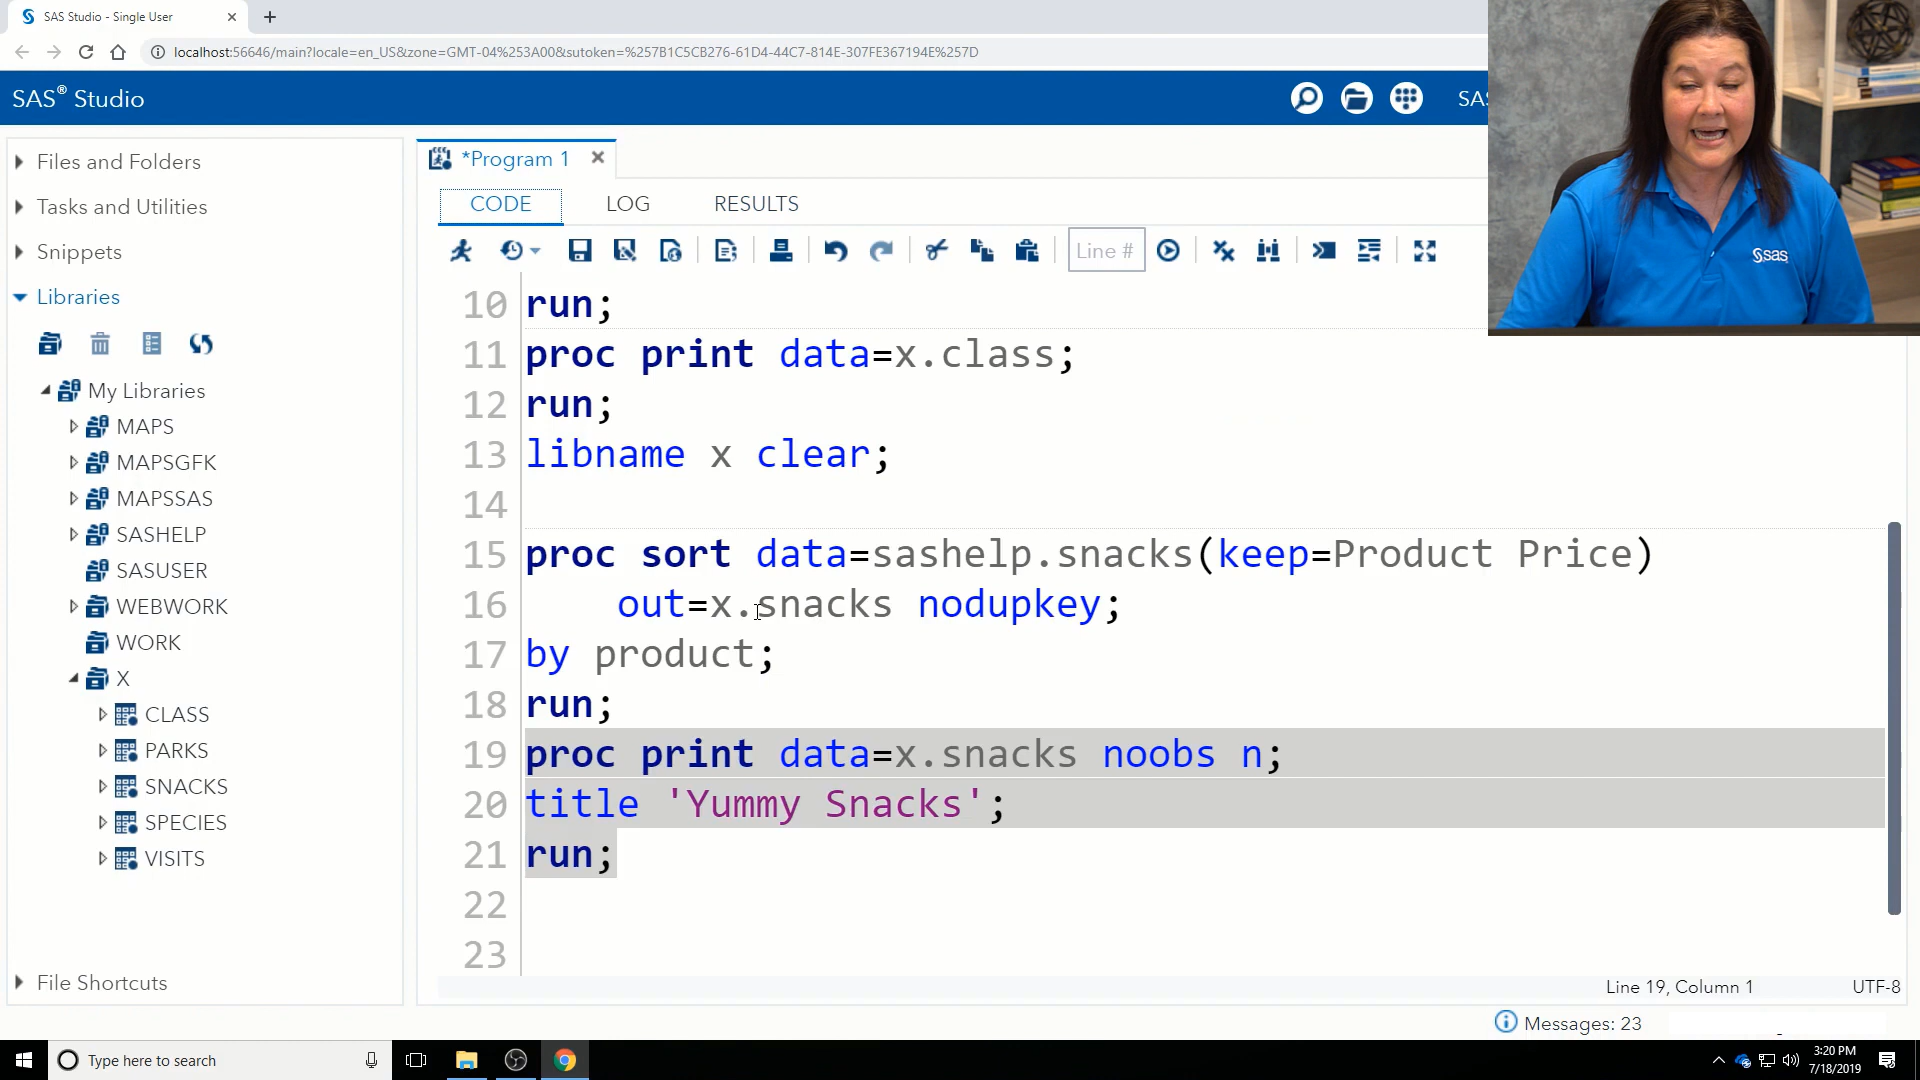 SAS Studio - Single User
localhost:56646/main?locale=en_US&zone=GMT-04%253A00&sutoken=%257B1C5CB276-61D4-44C7-814E-307FE367194E%257D
SAS® Studio
SAS
Files and Folders
Tasks and Utilities
Snippets
Libraries
My Libraries
MAPS
MAPSGFK
MAPSSAS
SASHELP
SASUSER
WEBWORK
WORK
X
CLASS
PARKS
SNACKS
SPECIES
VISITS
File Shortcuts
*Program 1
CODE LOG RESULTS
Line #
10 run;
11 proc print data=x.class;
12 run;
13 libname x clear;
14
15 proc sort data=sashelp.snacks(keep=Product Price)
16 out=x.snacks nodupkey;
17 by product;
18 run;
19 proc print data=x.snacks noobs n;
20 title 'Yummy Snacks';
21 run;
22
23
Line 19, Column 1 UTF-8
Messages: 23
sas
Type here to search
3:20 PM
7/18/2019